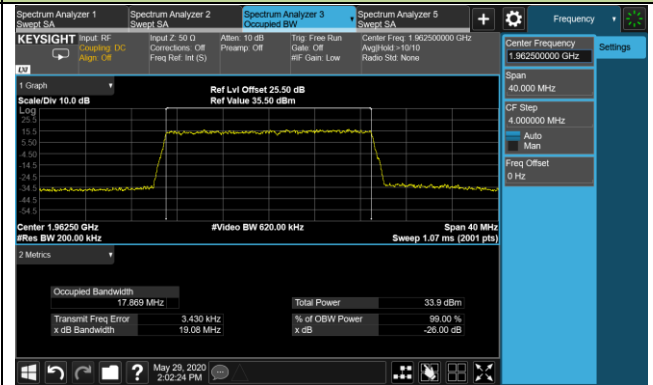 Spectrum Analyzer 1
Swept SA
Spectrum Analyzer 2
Swept SA
Spectrum Analyzer 3
Occupied BW
Spectrum Analyzer 5
Swept SA
+
Frequency
KEYSIGHT
Input: RF
Coupling: DC
Align: Off
Input Z: 50 Ω
Corrections: Off
Freq Ref: Int (S)
Atten: 10 dB
Preamp: Off
Trig: Free Run
Gate: Off
#IF Gain: Low
Center Freq: 1.962500000 GHz
Avg|Hold:>10/10
Radio Std: None
LXI
Center Frequency
1.962500000 GHz
Settings
Span
40.000 MHz
CF Step
4.000000 MHz
Auto
Man
Freq Offset
0 Hz
1 Graph
Scale/Div 10.0 dB
Ref Lvl Offset 25.50 dB
Ref Value 35.50 dBm
Log
25.5
15.5
5.50
-4.50
-14.5
-24.5
-34.5
-44.5
-54.5
Center 1.96250 GHz
#Res BW 200.00 kHz
#Video BW 620.00 kHz
Span 40 MHz
Sweep 1.07 ms (2001 pts)
2 Metrics
Occupied Bandwidth
17.869 MHz
Total Power 33.9 dBm
Transmit Freq Error 3.430 kHz
% of OBW Power 99.00 %
x dB Bandwidth 19.08 MHz
x dB -26.00 dB
?
May 29, 2020
2:02:24 PM